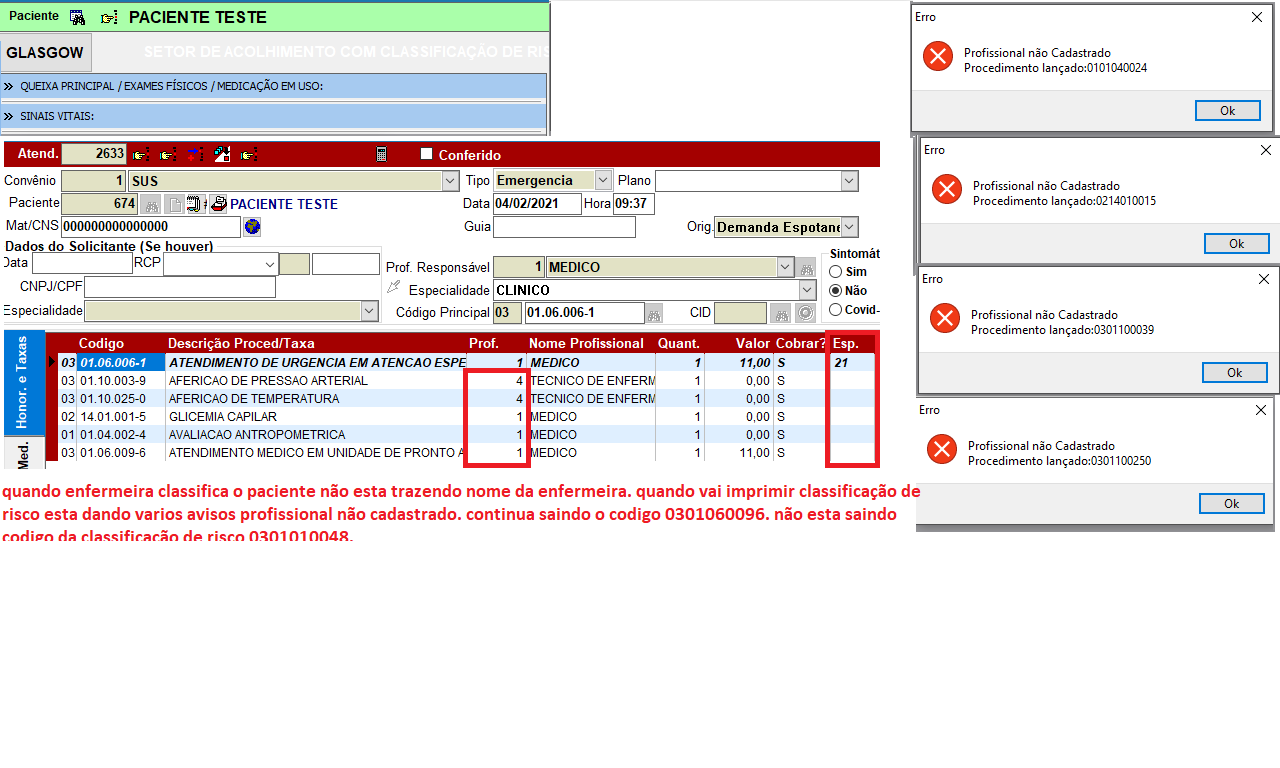 Paciente PACIENTE TESTE
GLASGOW SETOR DE ACOLHIMENTO COM CLASSIFICAÇÃO DE RIS
» QUEIXA PRINCIPAL / EXAMES FÍSICOS / MEDICAÇÃO EM USO:
» SINAIS VITAIS:
Atend. 2633 Conferido
Convênio 1 SUS Tipo Emergencia Plano
Paciente 674 PACIENTE TESTE Data 04/02/2021 Hora 09:37
Mat/CNS 000000000000000 Guia Orig. Demanda Espotane
Dados do Solicitante (Se houver) Sintomát
Data RCP Prof. Responsável 1 MEDICO Sim
CNPJ/CPF Especialidade CLINICO Não
Especialidade Código Principal 03 01.06.006-1 CID Covid-
Honor. e Taxas
Med.
Codigo Descrição Proced/Taxa Prof. Nome Profissional Quant. Valor Cobrar? Esp.
03 01.06.006-1 ATENDIMENTO DE URGENCIA EM ATENCAO ESPE 1 MEDICO 1 11,00 S 21
03 01.10.003-9 AFERICAO DE PRESSAO ARTERIAL 4 TECNICO DE ENFERM 1 0,00 S
03 01.10.025-0 AFERICAO DE TEMPERATURA 4 TECNICO DE ENFERM 1 0,00 S
02 14.01.001-5 GLICEMIA CAPILAR 1 MEDICO 1 0,00 S
01 01.04.002-4 AVALIACAO ANTROPOMETRICA 1 MEDICO 1 0,00 S
03 01.06.009-6 ATENDIMENTO MEDICO EM UNIDADE DE PRONTO A 1 MEDICO 1 11,00 S
quando enfermeira classifica o paciente não esta trazendo nome da enfermeira. quando vai imprimir classificação de
risco esta dando varios avisos profissional não cadastrado. continua saindo o codigo 0301060096. não esta saindo
codigo da classificação de risco 0301010048.
Erro
Profissional não Cadastrado
Procedimento lançado:0101040024
Ok
Erro
Profissional não Cadastrado
Procedimento lançado:0214010015
Ok
Erro
Profissional não Cadastrado
Procedimento lançado:0301100039
Ok
Erro
Profissional não Cadastrado
Procedimento lançado:0301100250
Ok